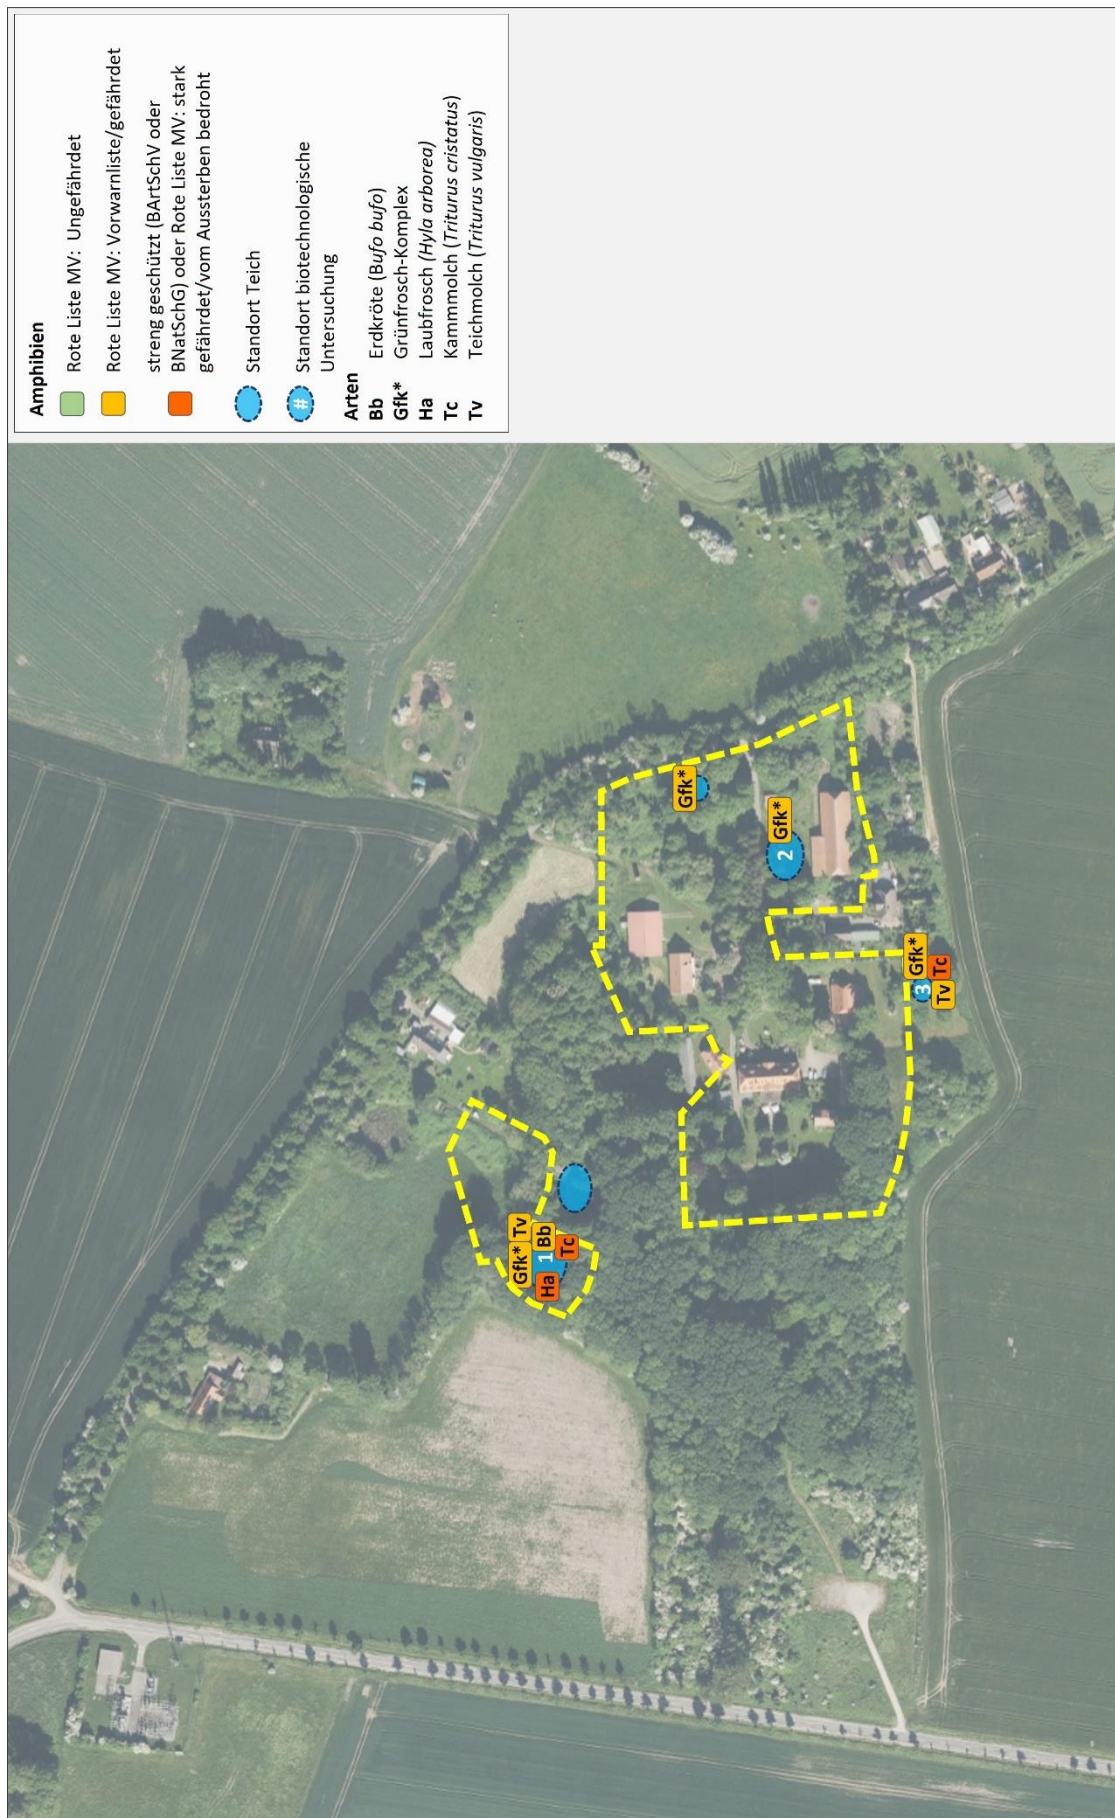 Amphibien
Rote Liste MV: Ungefährdet
Rote Liste MV: Vorwarnliste/gefährdet
streng geschützt (BArtSchV oder
BNatSchG) oder Rote Liste MV: stark
gefährdet/vom Aussterben bedroht
Standort Teich
# Standort biotechnologische
Untersuchung
Arten
Bb Erdkröte (Bufo bufo)
Gfk* Grünfrosch-Komplex
Ha Laubfrosch (Hyla arborea)
Tc Kammmolch (Triturus cristatus)
Tv Teichmolch (Triturus vulgaris)
Gfk* Tv
Ha 1 Bb
Tc
Gfk*
2 Gfk*
3 Gfk*
Tv Tc